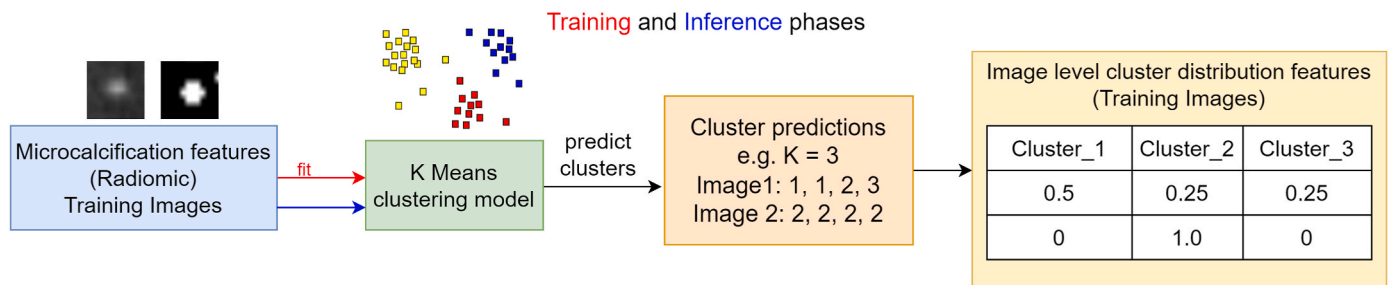 Training and Inference phases
Microcalcification features
(Radiomic)
Training Images
fit
K Means
clustering model
predict
clusters
Cluster predictions
e.g. K = 3
Image1: 1, 1, 2, 3
Image 2: 2, 2, 2, 2
Image level cluster distribution features
(Training Images)
Cluster_1 Cluster_2 Cluster_3
0.5 0.25 0.25
0 1.0 0